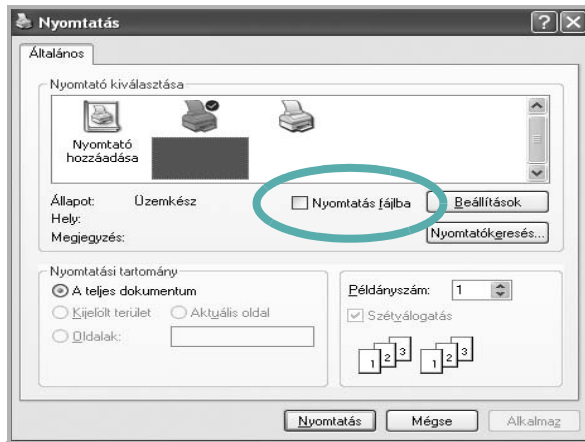 Nyomtatás
Általános
Nyomtató kiválasztása
Nyomtató
hozzáadása
Állapot: Üzemkész
Nyomtatás fájlba
Beállítások
Hely:
Megjegyzés:
Nyomtatókeresés...
Nyomtatási tartomány
A teljes dokumentum
Kijelölt terület Aktuális oldal
Oldalak:
Példányszám: 1
Szétválogatás
1 2 3 1 2 3
Nyomtatás Mégse Alkalmaz